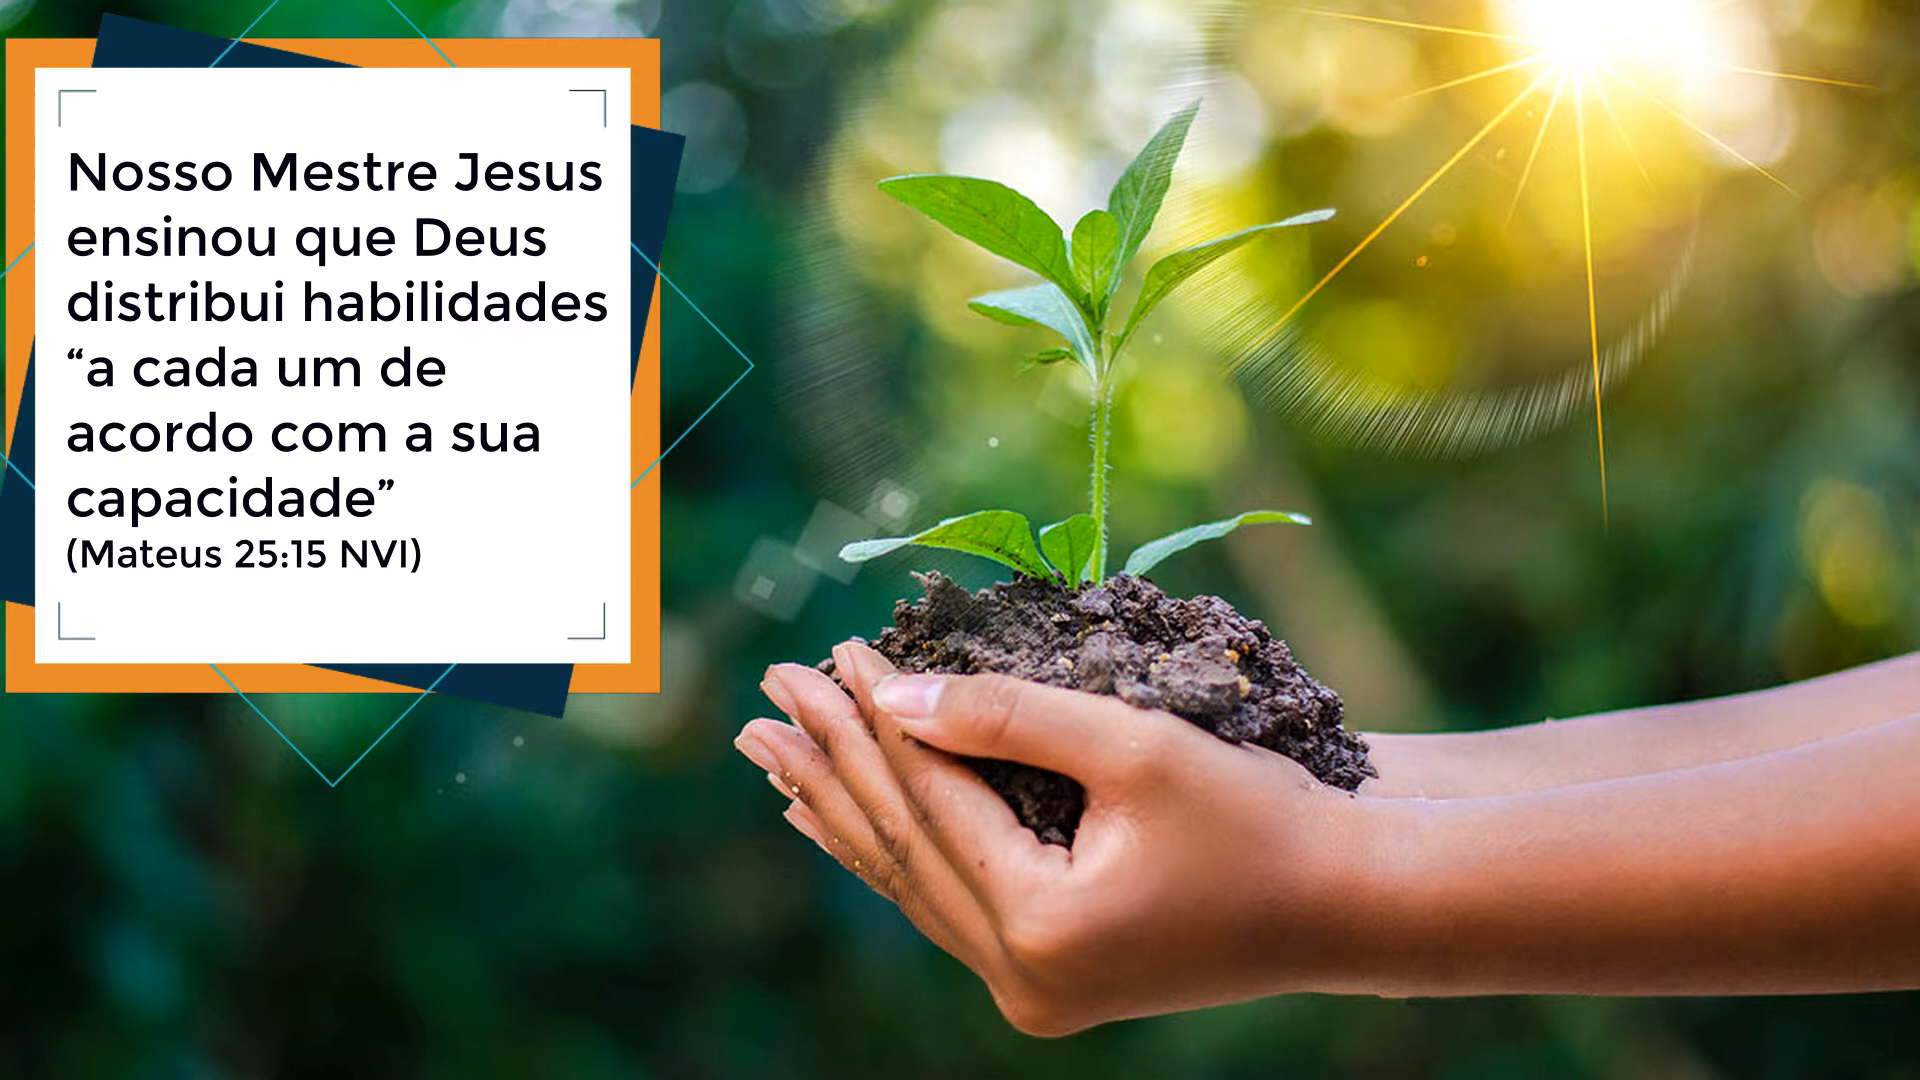 Nosso Mestre Jesus
ensinou que Deus
distribui habilidades
“a cada um de
acordo com a sua
capacidade”
(Mateus 25:15 NVI)